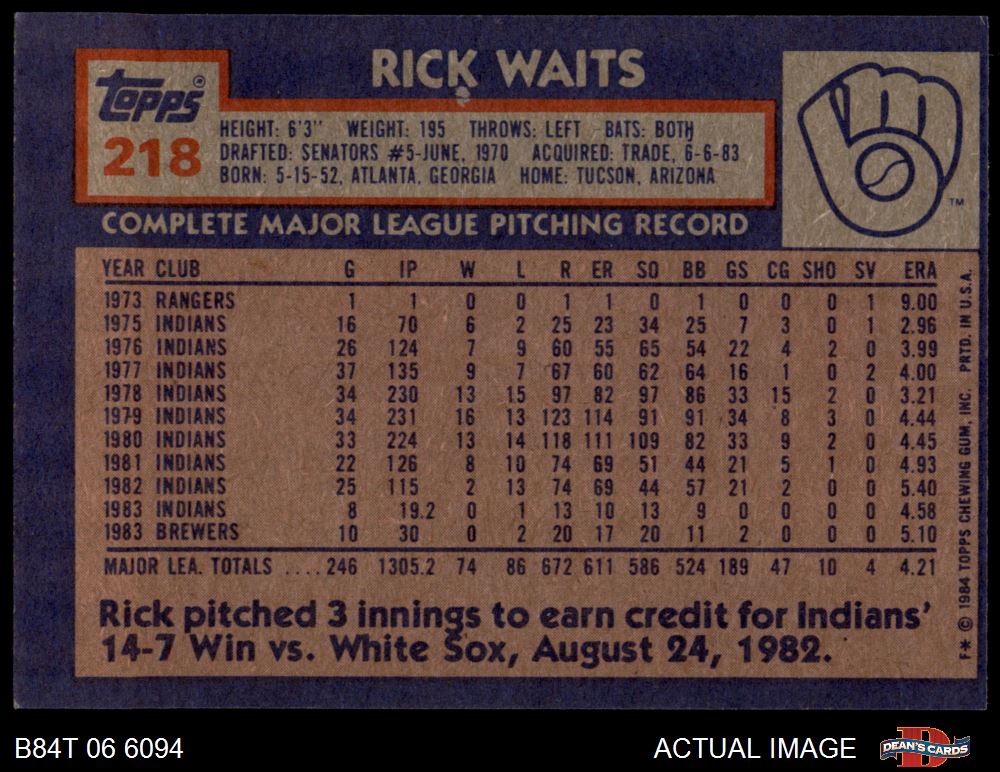 RICK WAITS
Topps®
218
HEIGHT: 6'3" WEIGHT: 195 THROWS: LEFT BATS: BOTH
DRAFTED: SENATORS #5-JUNE, 1970 ACQUIRED: TRADE, 6-6-83
BORN: 5-15-52, ATLANTA, GEORGIA HOME: TUCSON, ARIZONA
TM
COMPLETE MAJOR LEAGUE PITCHING RECORD
YEAR CLUB G IP W L R ER SO BB GS CG SHO SV ERA
1973 RANGERS 1 1 0 0 1 1 0 1 0 0 0 1 9.00
1975 INDIANS 16 70 6 2 25 23 34 25 7 3 0 1 2.96
1976 INDIANS 26 124 7 9 60 55 65 54 22 4 2 0 3.99
1977 INDIANS 37 135 9 7 67 60 62 64 16 1 0 2 4.00
1978 INDIANS 34 230 13 15 97 82 97 86 33 15 2 0 3.21
1979 INDIANS 34 231 16 13 123 114 91 91 34 8 3 0 4.44
1980 INDIANS 33 224 13 14 118 111 109 82 33 9 2 0 4.45
1981 INDIANS 22 126 8 10 74 69 51 44 21 5 1 0 4.93
1982 INDIANS 25 115 2 13 74 69 44 57 21 2 0 0 5.40
1983 INDIANS 8 19.2 0 1 13 10 13 9 0 0 0 0 4.58
1983 BREWERS 10 30 0 2 20 17 20 11 2 0 0 0 5.10
MAJOR LEA. TOTALS .... 246 1305.2 74 86 672 611 586 524 189 47 10 4 4.21
Rick pitched 3 innings to earn credit for Indians'
14-7 Win vs. White Sox, August 24, 1982.
F* © 1984 TOPPS CHEWING GUM, INC. PRTD. IN U.S.A.
B84T 06 6094
ACTUAL IMAGE
DEAN'S CARDS